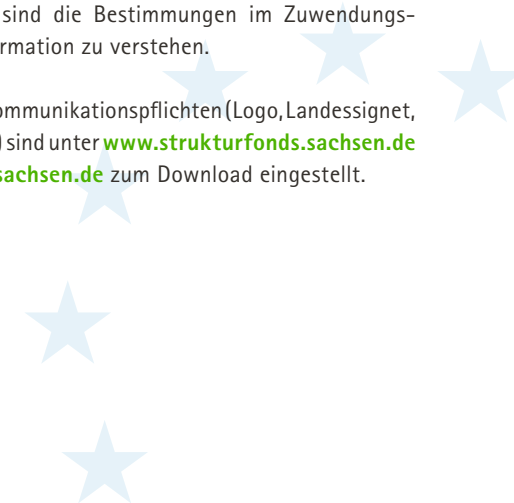 sind die Bestimmungen im Zuwendungs-
rmation zu verstehen.
ommunikationspflichten (Logo, Landessignet,
) sind unter www.strukturfonds.sachsen.de
sachsen.de zum Download eingestellt.